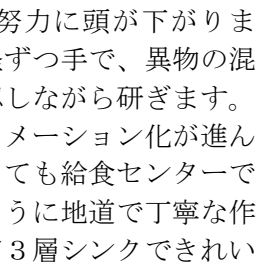 努力に頭が下がりま
ずつ手で、異物の混
しながら研ぎます。
メーション化が進ん
ても給食センターで
うに地道で丁寧な作
３層シンクできれい